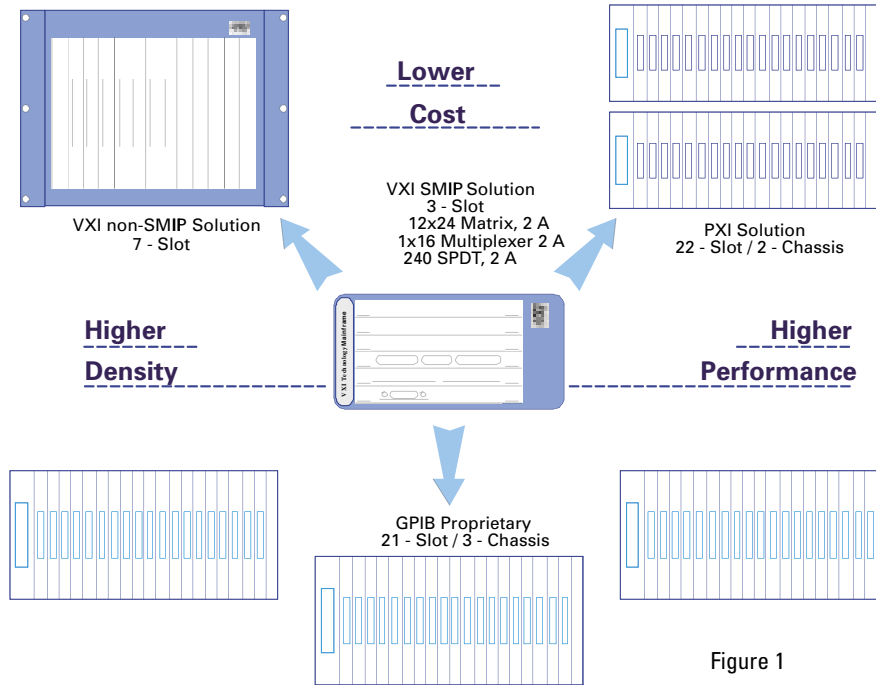 Lower
Cost
VXI non-SMIP Solution
7 - Slot
VXI SMIP Solution
3 - Slot
12x24 Matrix, 2 A
1x16 Multiplexer 2 A
240 SPDT, 2 A
PXI Solution
22 - Slot / 2 - Chassis
Higher
Density
VXI TechnologyMainframe
Higher
Performance
GPIB Proprietary
21 - Slot / 3 - Chassis
Figure 1